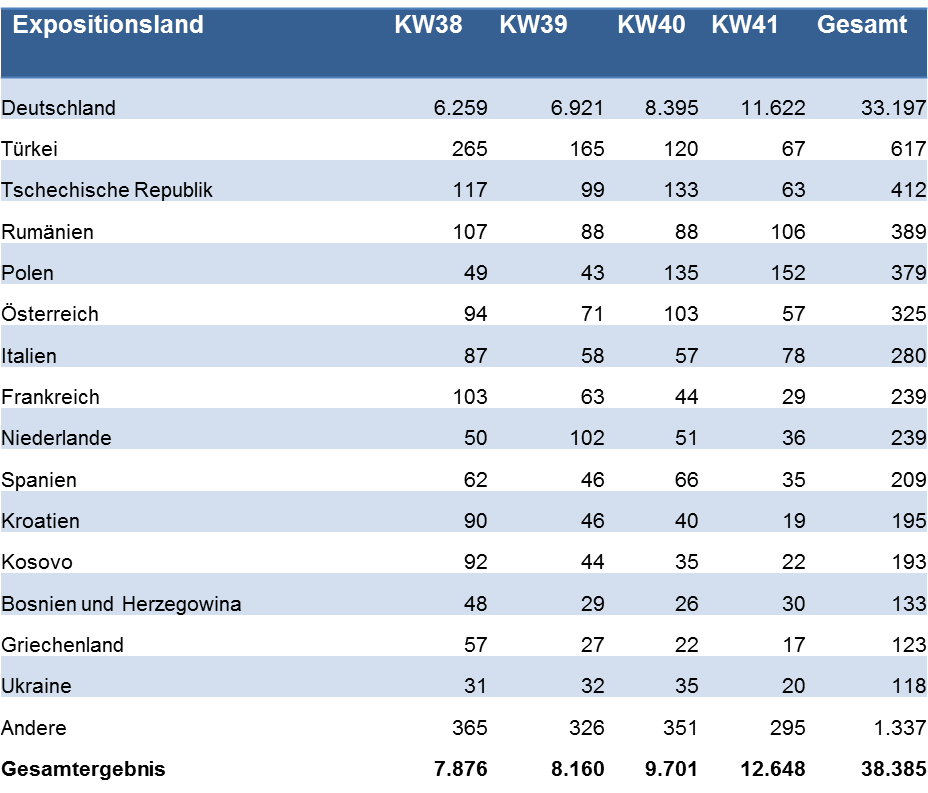 Expositionsland KW38 KW39 KW40 KW41 Gesamt
Deutschland 6.259 6.921 8.395 11.622 33.197
Türkei 265 165 120 67 617
Tschechische Republik 117 99 133 63 412
Rumänien 107 88 88 106 389
Polen 49 43 135 152 379
Österreich 94 71 103 57 325
Italien 87 58 57 78 280
Frankreich 103 63 44 29 239
Niederlande 50 102 51 36 239
Spanien 62 46 66 35 209
Kroatien 90 46 40 19 195
Kosovo 92 44 35 22 193
Bosnien und Herzegowina 48 29 26 30 133
Griechenland 57 27 22 17 123
Ukraine 31 32 35 20 118
Andere 365 326 351 295 1.337
Gesamtergebnis 7.876 8.160 9.701 12.648 38.385